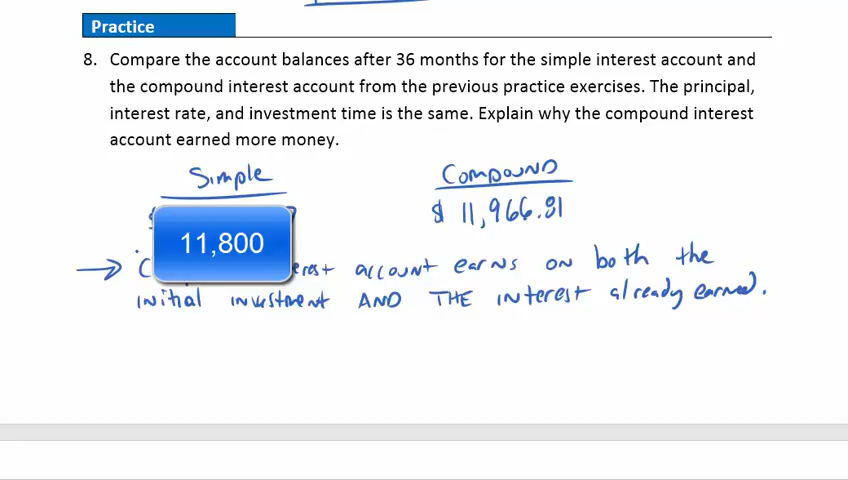 Practice
8. Compare the account balances after 36 months for the simple interest account and
the compound interest account from the previous practice exercises. The principal,
interest rate, and investment time is the same. Explain why the compound interest
account earned more money.
Simple
Compound
$ 11,966.81
11,800
account earns on both the
initial investment AND THE interest already earned.